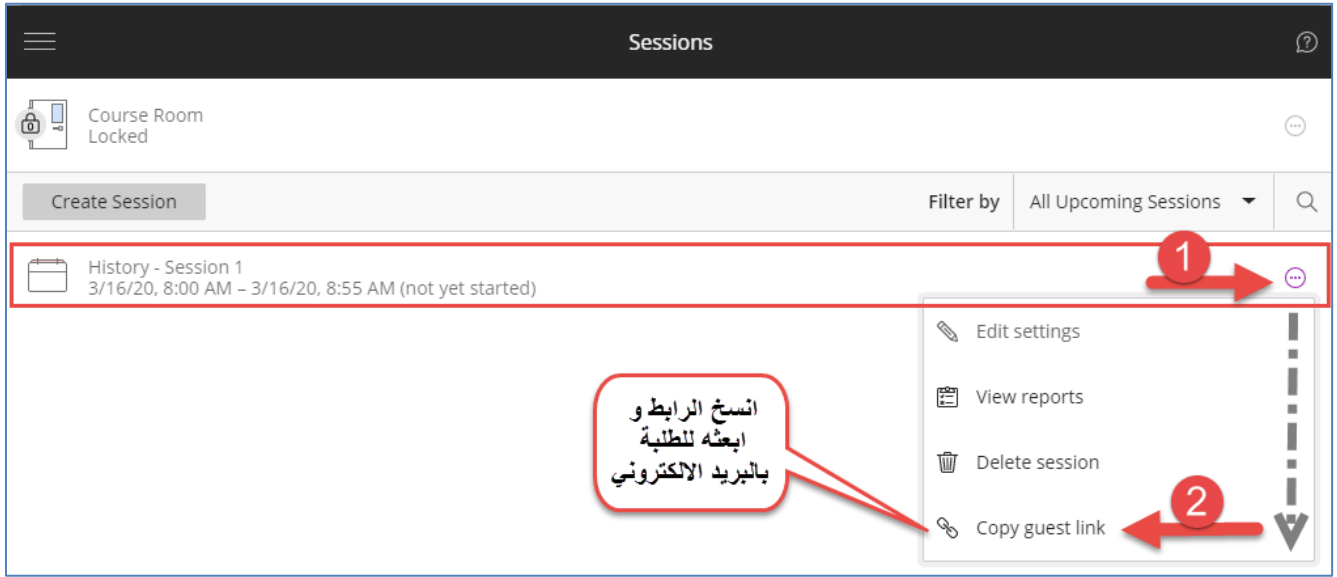 Sessions
Course Room
Locked
Create Session
Filter by
All Upcoming Sessions
History - Session 1
3/16/20, 8:00 AM – 3/16/20, 8:55 AM (not yet started)
1
Edit settings
View reports
Delete session
Copy guest link
2
انسخ الرابط و
ابعثه للطلبة
بالبريد الالكتروني